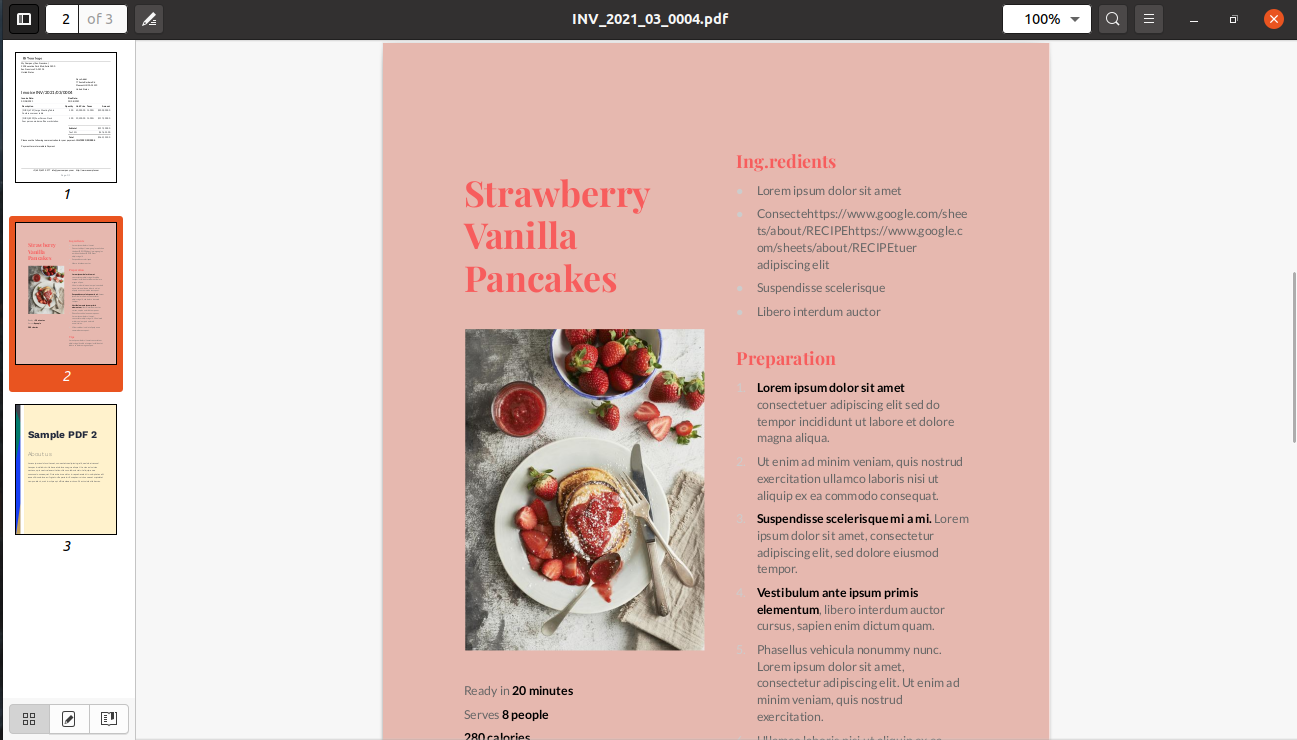 2 of 3
INV_2021_03_0004.pdf
100%
1
2
Sample PDF 2
About us
3
Strawberry
Vanilla
Pancakes
Ready in 20 minutes
Serves 8 people
280 calories
Ing.redients
Lorem ipsum dolor sit amet
Consectehttps://www.google.com/shee
ts/about/RECIPEhttps://www.google.c
om/sheets/about/RECIPEtuer
adipiscing elit
Suspendisse scelerisque
Libero interdum auctor
Preparation
Lorem ipsum dolor sit amet
consectetuer adipiscing elit sed do
tempor incididunt ut labore et dolore
magna aliqua.
Ut enim ad minim veniam, quis nostrud
exercitation ullamco laboris nisi ut
aliquip ex ea commodo consequat.
Suspendisse scelerisque mi a mi. Lorem
ipsum dolor sit amet, consectetur
adipiscing elit, sed dolore eiusmod
tempor.
Vestibulum ante ipsum primis
elementum, libero interdum auctor
cursus, sapien enim dictum quam.
Phasellus vehicula nonummy nunc.
Lorem ipsum dolor sit amet,
consectetur adipiscing elit. Ut enim ad
minim veniam, quis nostrud
exercitation.